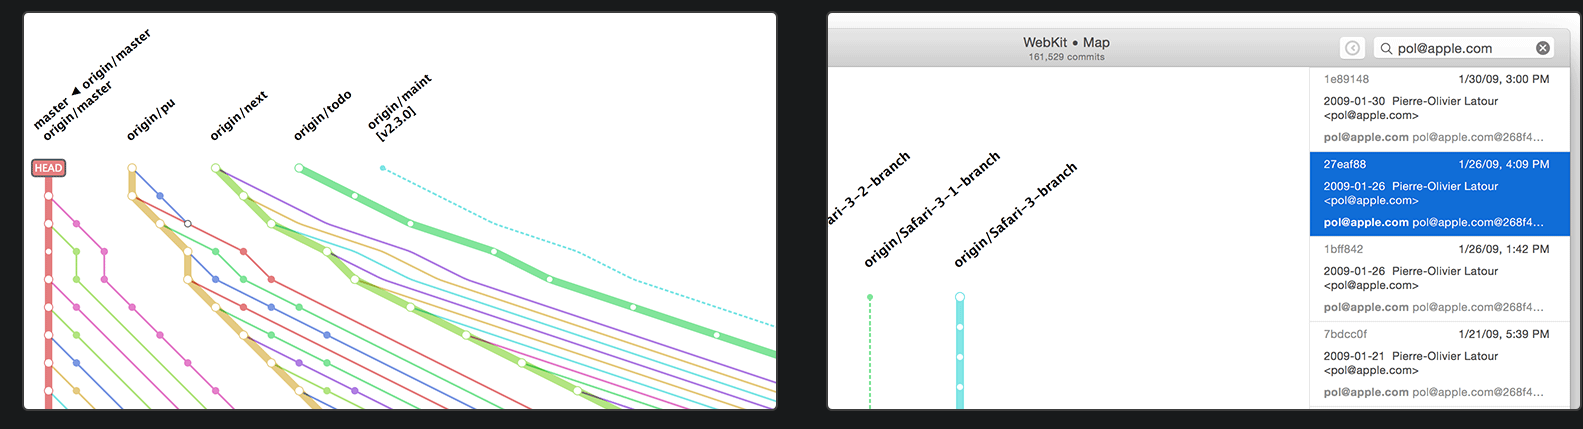 master ◀ origin/master
origin/master
origin/pu
origin/next
origin/todo
origin/maint
[v2.3.0]
HEAD
WebKit • Map
161,529 commits
pol@apple.com
ari-3-2-branch
origin/Safari-3-1-branch
origin/Safari-3-branch
1e89148 1/30/09, 3:00 PM
2009-01-30 Pierre-Olivier Latour
<pol@apple.com>
pol@apple.com pol@apple.com@268f4...
27eaf88 1/26/09, 4:09 PM
2009-01-26 Pierre-Olivier Latour
<pol@apple.com>
pol@apple.com pol@apple.com@268f4...
1bff842 1/26/09, 1:42 PM
2009-01-26 Pierre-Olivier Latour
<pol@apple.com>
pol@apple.com pol@apple.com@268f4...
7bdcc0f 1/21/09, 5:39 PM
2009-01-21 Pierre-Olivier Latour
<pol@apple.com>
pol@apple.com pol@apple.com@268f4...